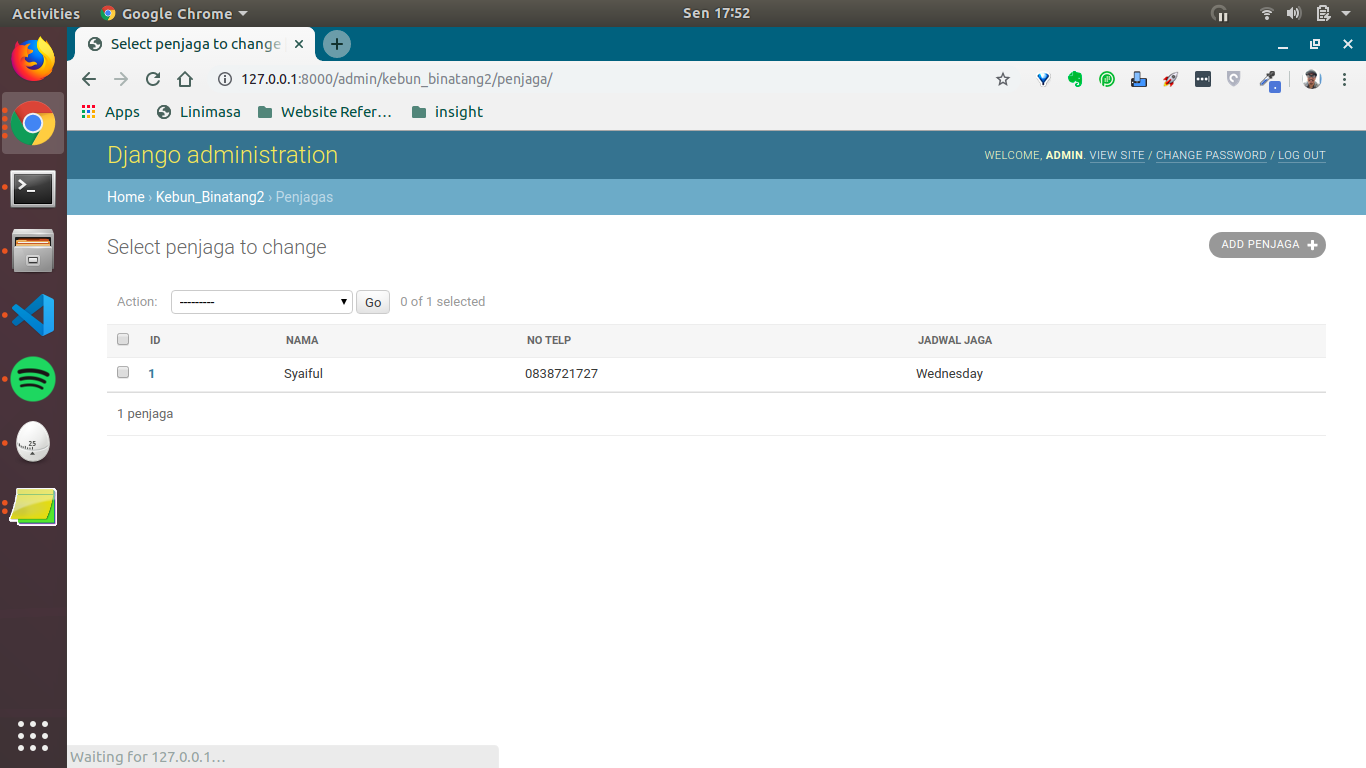 Activities Google Chrome Sen 17:52
Select penjaga to change
127.0.0.1:8000/admin/kebun_binatang2/penjaga/
Apps Linimasa Website Refer… insight
Django administration WELCOME, ADMIN. VIEW SITE / CHANGE PASSWORD / LOG OUT
Home › Kebun_Binatang2 › Penjagas
Select penjaga to change ADD PENJAGA +
Action: --------- Go 0 of 1 selected
ID NAMA NO TELP JADWAL JAGA
1 Syaiful 0838721727 Wednesday
1 penjaga
25
Waiting for 127.0.0.1…